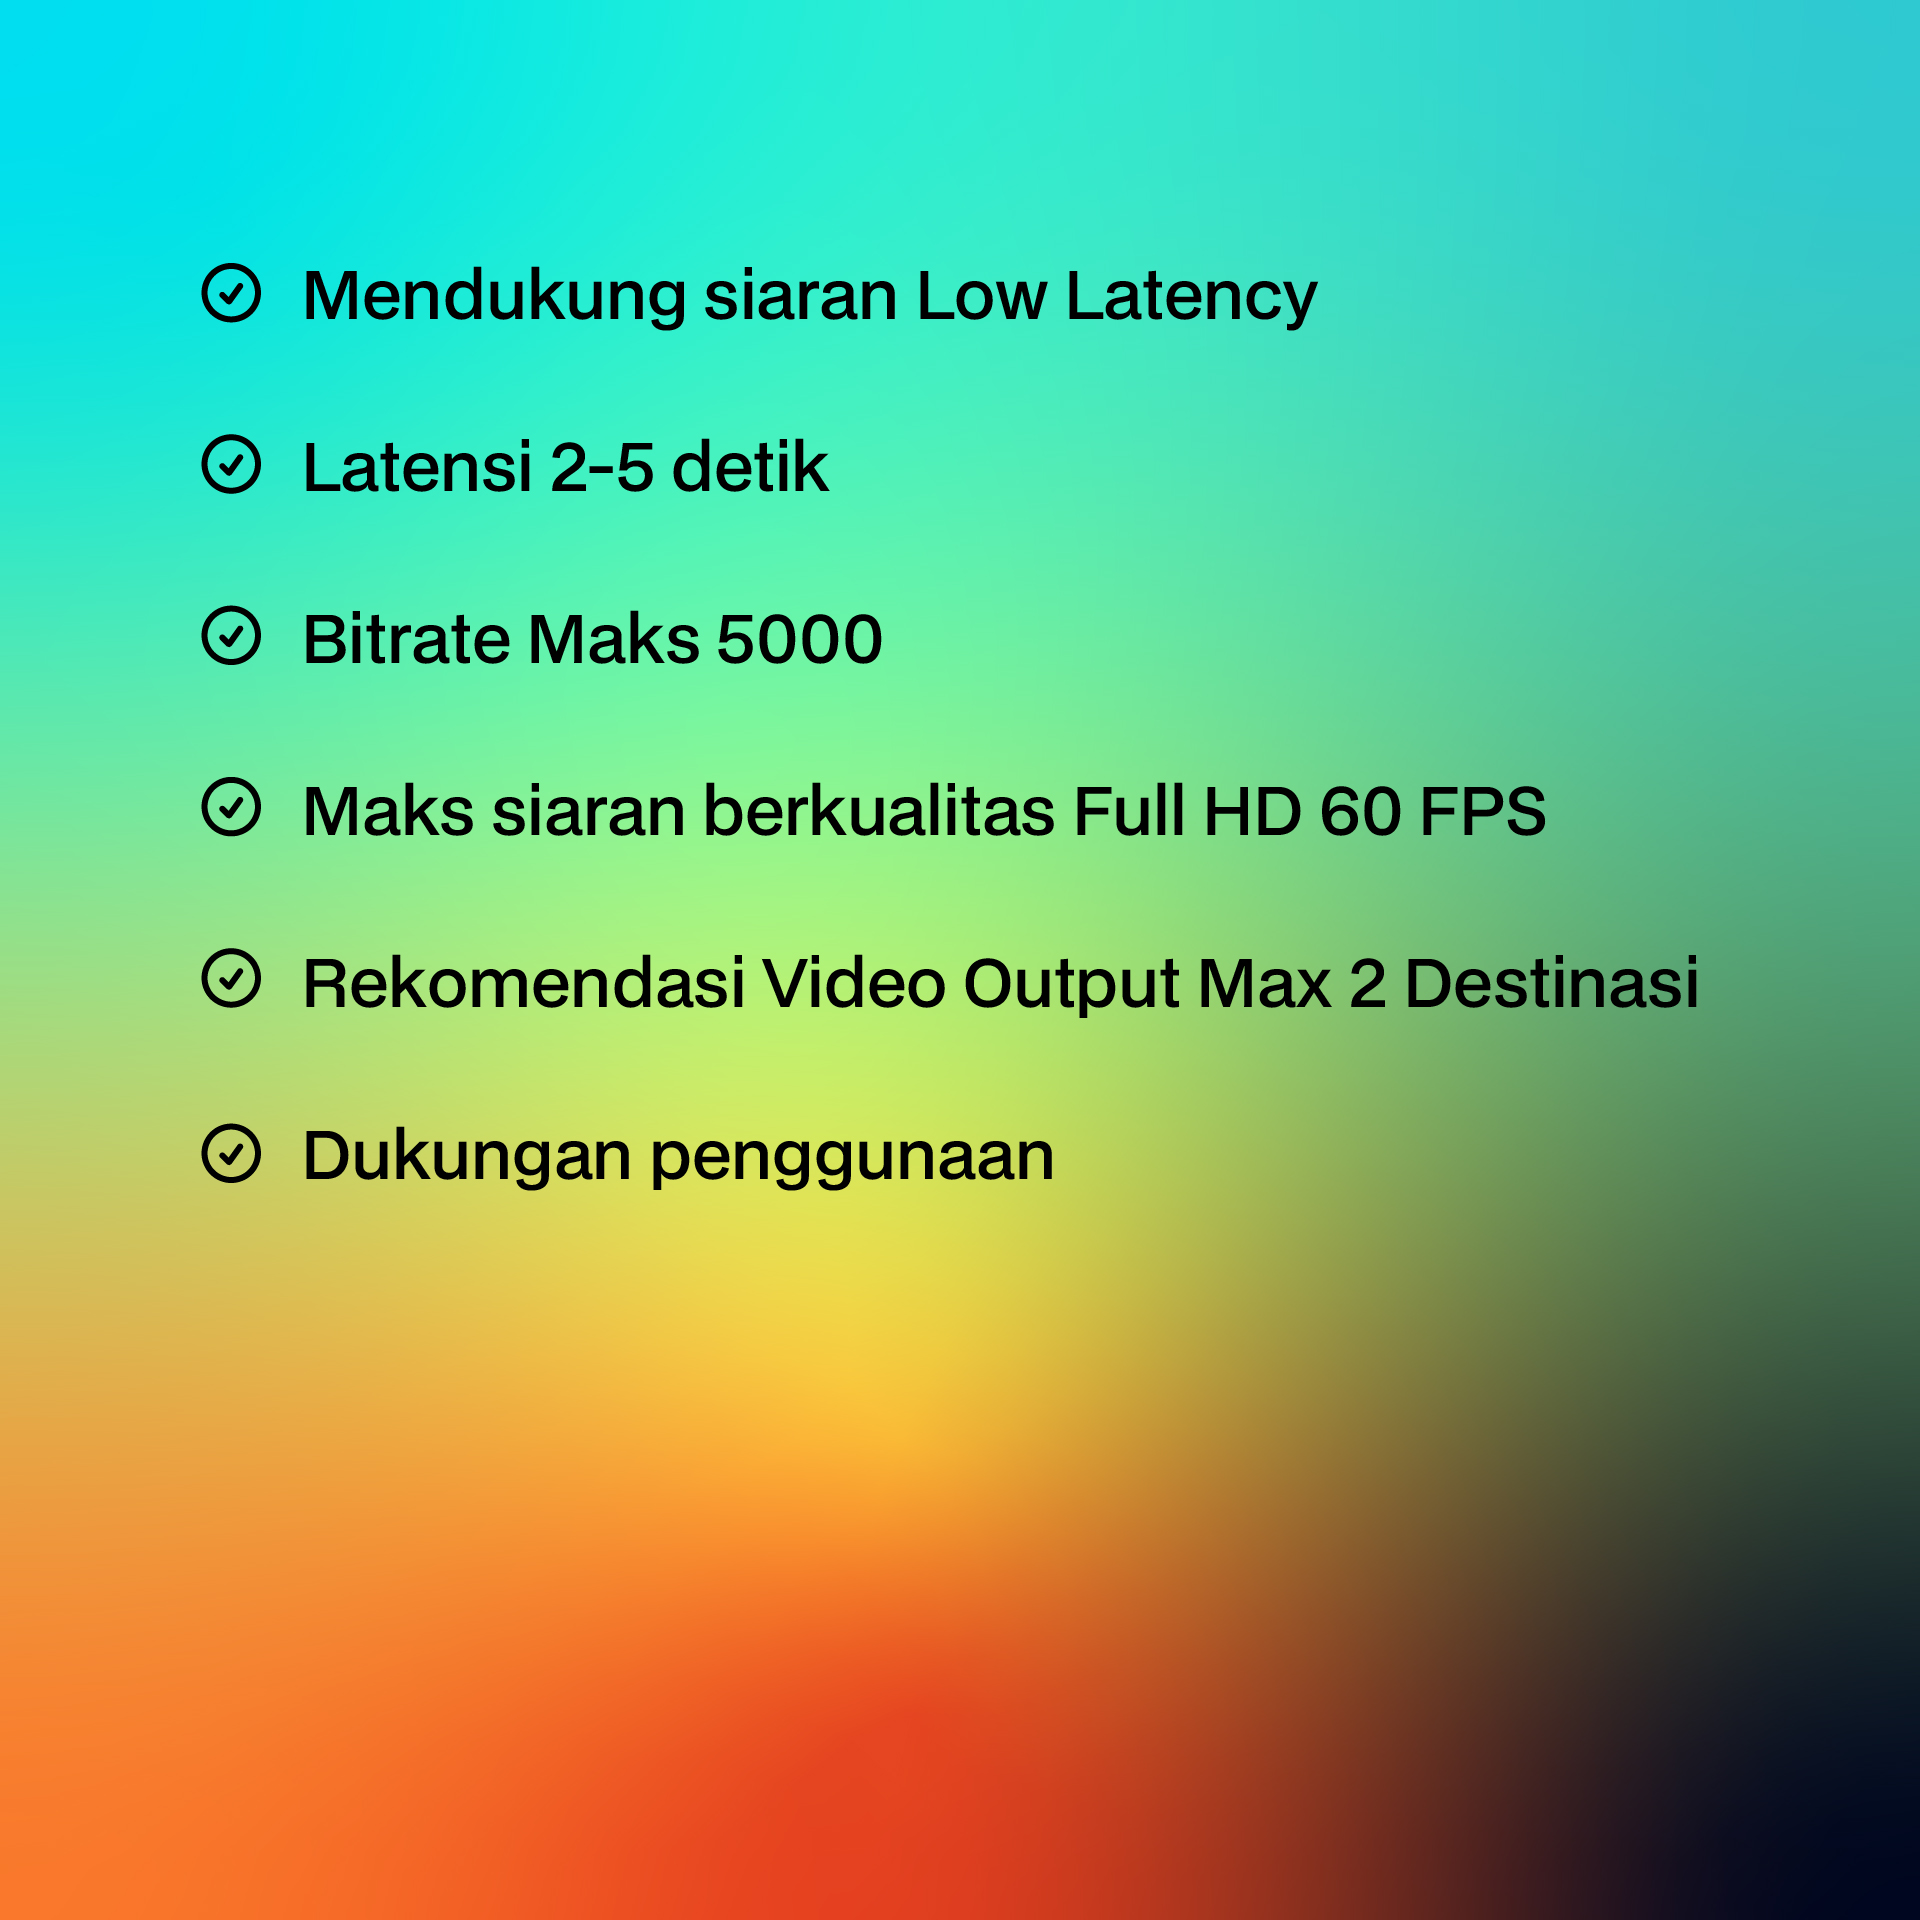 Mendukung siaran Low Latency
Latensi 2-5 detik
Bitrate Maks 5000
Maks siaran berkualitas Full HD 60 FPS
Rekomendasi Video Output Max 2 Destinasi
Dukungan penggunaan